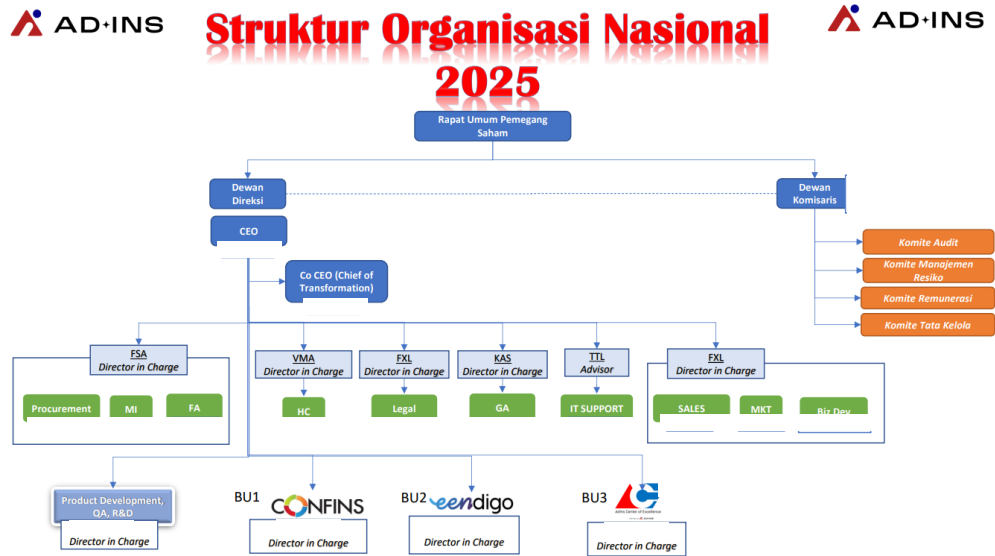 AD+INS
Struktur Organisasi Nasional
2025
AD+INS
Rapat Umum Pemegang
Saham
Dewan
Direksi
Dewan
Komisaris
CEO
Co CEO (Chief of
Transformation)
Komite Audit
Komite Manajemen
Resiko
Komite Remunerasi
Komite Tata Kelola
FSA
Director in Charge
VMA
Director in Charge
FXL
Director in Charge
KAS
Director in Charge
TTL
Advisor
FXL
Director in Charge
Procurement
MI
FA
HC
Legal
GA
IT SUPPORT
SALES
MKT
Biz Dev
Product Development,
QA, R&D
Director in Charge
BU1
CONFINS
Director in Charge
BU2
eendigo
Director in Charge
BU3
Director in Charge